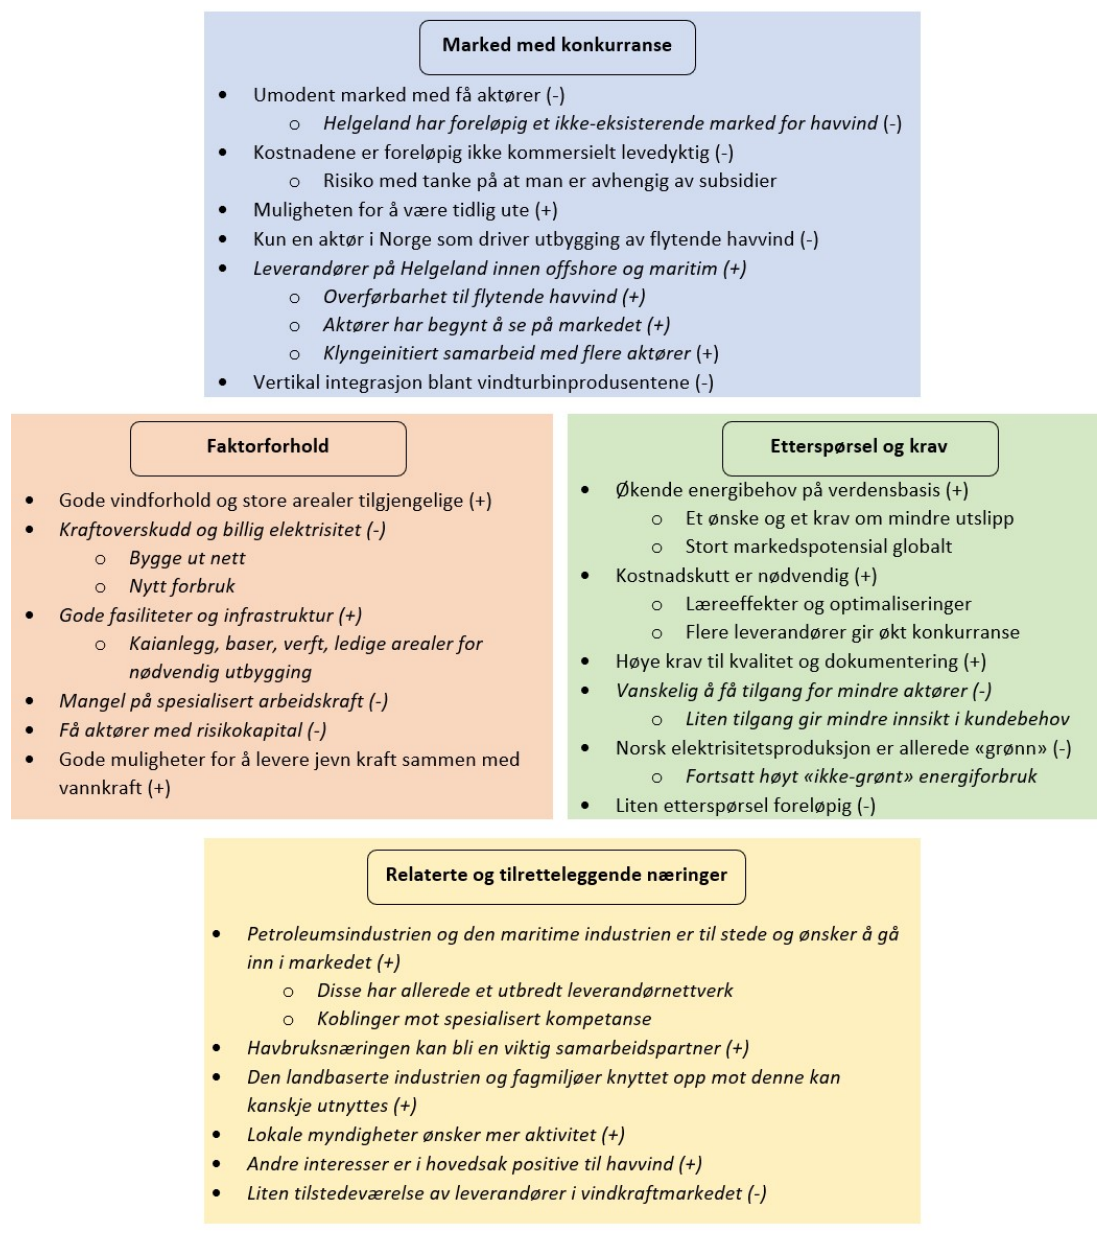 Marked med konkurranse
• Umodent marked med få aktører (-)
o Helgeland har foreløpig et ikke-eksisterende marked for havvind (-)
• Kostnadene er foreløpig ikke kommersielt levedyktig (-)
o Risiko med tanke på at man er avhengig av subsidier
• Muligheten for å være tidlig ute (+)
• Kun en aktør i Norge som driver utbygging av flytende havvind (-)
• Leverandører på Helgeland innen offshore og maritim (+)
o Overførbarhet til flytende havvind (+)
o Aktører har begynt å se på markedet (+)
o Klyngeinitiert samarbeid med flere aktører (+)
• Vertikal integrasjon blant vindturbinprodusentene (-)
Faktorforhold
• Gode vindforhold og store arealer tilgjengelige (+)
• Kraftoverskudd og billig elektrisitet (-)
o Bygge ut nett
o Nytt forbruk
• Gode fasiliteter og infrastruktur (+)
o Kaianlegg, baser, verft, ledige arealer for
nødvendig utbygging
• Mangel på spesialisert arbeidskraft (-)
• Få aktører med risikokapital (-)
• Gode muligheter for å levere jevn kraft sammen med
vannkraft (+)
Etterspørsel og krav
• Økende energibehov på verdensbasis (+)
o Et ønske og et krav om mindre utslipp
o Stort markedspotensial globalt
• Kostnadskutt er nødvendig (+)
o Læreeffekter og optimaliseringer
o Flere leverandører gir økt konkurranse
• Høye krav til kvalitet og dokumentering (+)
• Vanskelig å få tilgang for mindre aktører (-)
o Liten tilgang gir mindre innsikt i kundebehov
• Norsk elektrisitetsproduksjon er allerede «grønn» (-)
o Fortsatt høyt «ikke-grønt» energiforbruk
• Liten etterspørsel foreløpig (-)
Relaterte og tilretteleggende næringer
• Petroleumsindustrien og den maritime industrien er til stede og ønsker å gå
inn i markedet (+)
o Disse har allerede et utbredt leverandørnettverk
o Koblinger mot spesialisert kompetanse
• Havbruksnæringen kan bli en viktig samarbeidspartner (+)
• Den landbaserte industrien og fagmiljøer knyttet opp mot denne kan
kanskje utnyttes (+)
• Lokale myndigheter ønsker mer aktivitet (+)
• Andre interesser er i hovedsak positive til havvind (+)
• Liten tilstedeværelse av leverandører i vindkraftmarkedet (-)